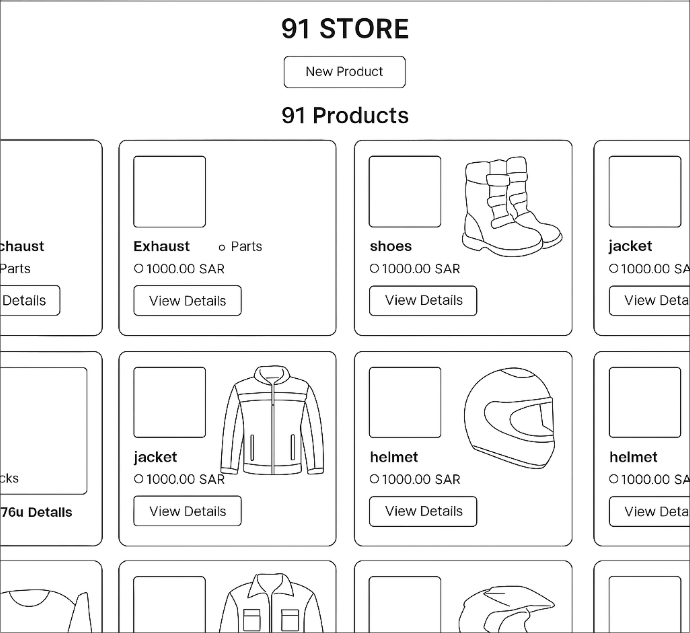 91 STORE
New Product
91 Products
chaust
Parts
Details
Exhaust
Parts
1000.00 SAR
View Details
shoes
1000.00 SAR
View Details
jacket
1000.00 SA
View Deta
cks
76u Details
jacket
1000.00 SAR
View Details
helmet
1000.00 SAR
View Details
helmet
1000.00 SA
View Deta